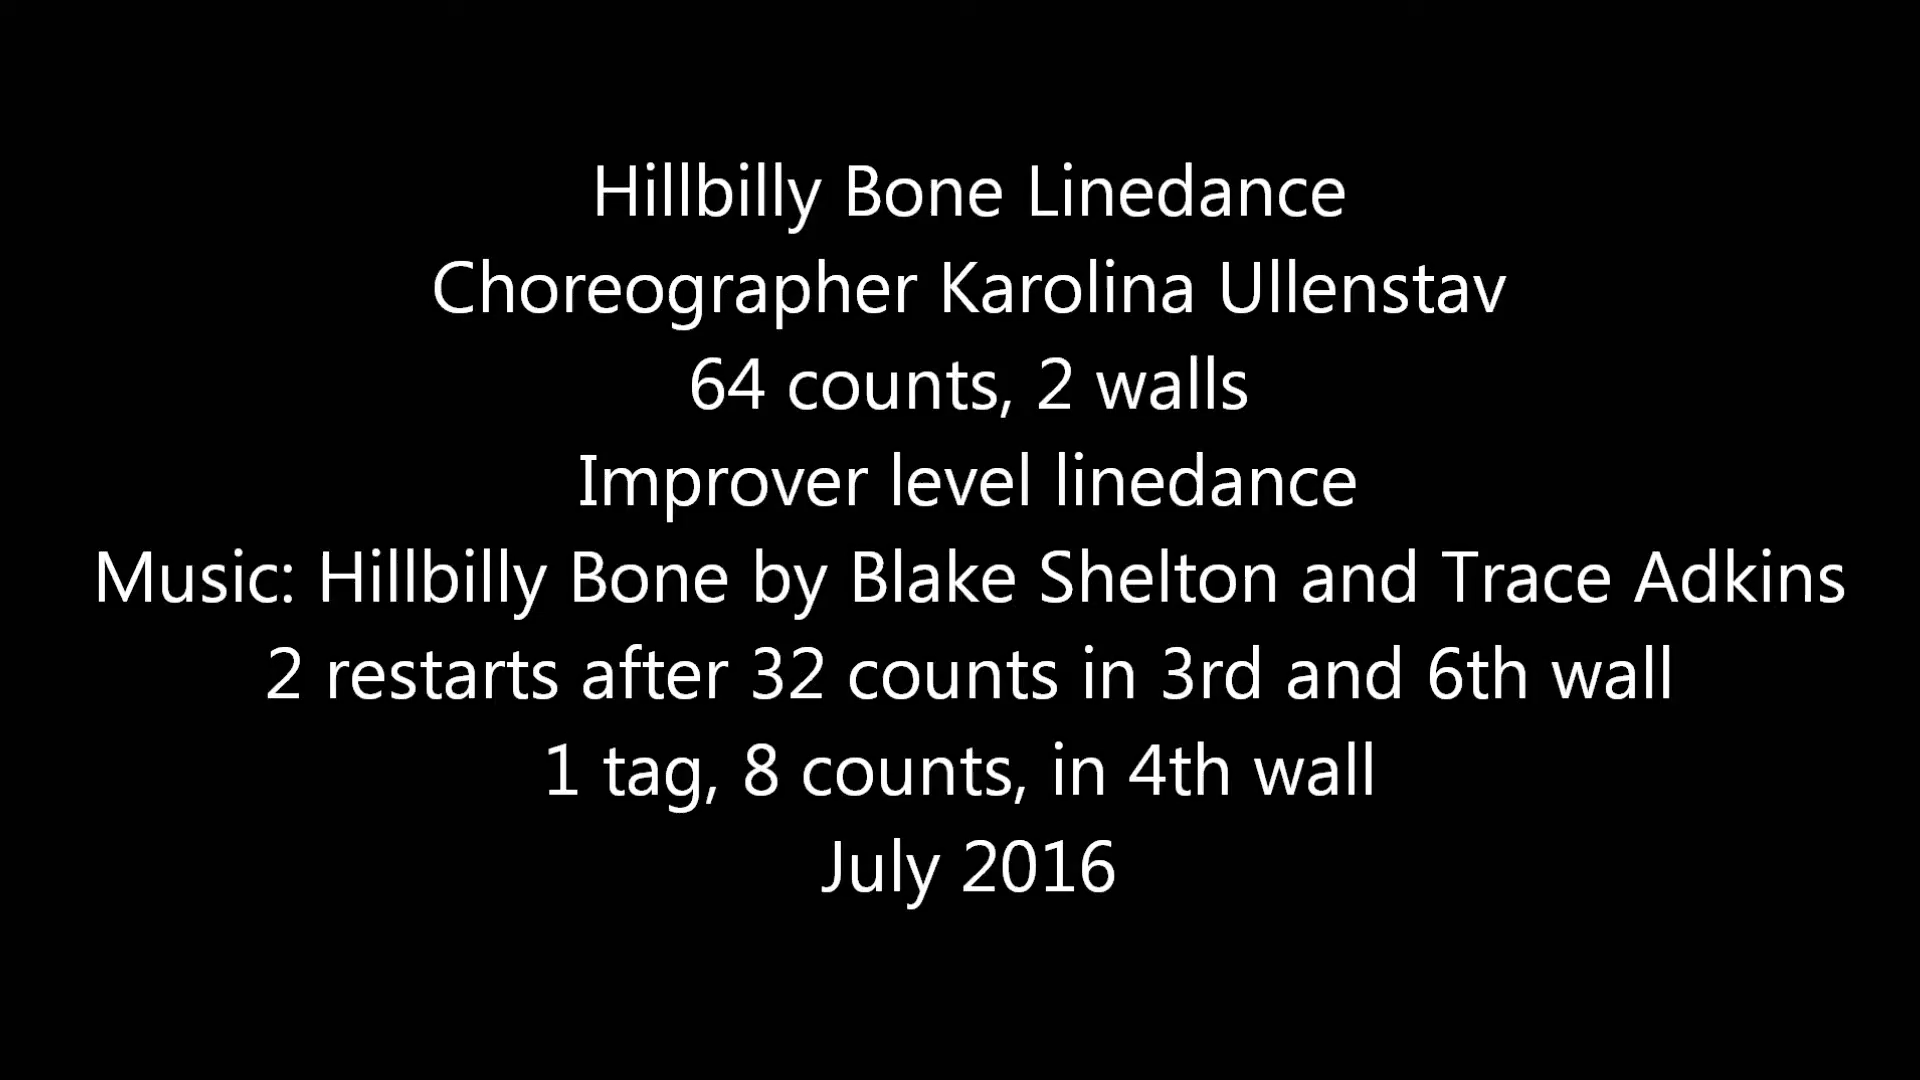 Hillbilly Bone Linedance
Choreographer Karolina Ullenstav
64 counts, 2 walls
Improver level linedance
Music: Hillbilly Bone by Blake Shelton and Trace Adkins
2 restarts after 32 counts in 3rd and 6th wall
1 tag, 8 counts, in 4th wall
July 2016